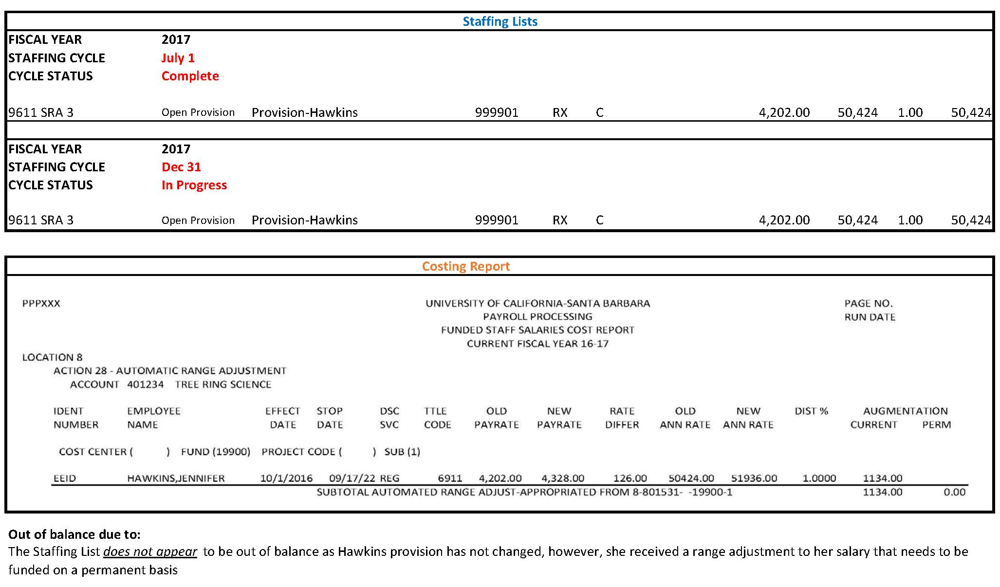 Staffing Lists
FISCAL YEAR 2017
STAFFING CYCLE July 1
CYCLE STATUS Complete
9611 SRA 3 Open Provision Provision-Hawkins 999901 RX C 4,202.00 50,424 1.00 50,424
FISCAL YEAR 2017
STAFFING CYCLE Dec 31
CYCLE STATUS In Progress
9611 SRA 3 Open Provision Provision-Hawkins 999901 RX C 4,202.00 50,424 1.00 50,424
Costing Report
PPPXXX UNIVERSITY OF CALIFORNIA-SANTA BARBARA PAGE NO.
PAYROLL PROCESSING RUN DATE
FUNDED STAFF SALARIES COST REPORT
CURRENT FISCAL YEAR 16-17
LOCATION 8
ACTION 28 - AUTOMATIC RANGE ADJUSTMENT
ACCOUNT 401234 TREE RING SCIENCE
IDENT EMPLOYEE EFFECT STOP DSC TTLE OLD NEW RATE OLD NEW DIST % AUGMENTATION
NUMBER NAME DATE DATE SVC CODE PAYRATE PAYRATE DIFFER ANN RATE ANN RATE CURRENT PERM
COST CENTER ( ) FUND (19900) PROJECT CODE ( ) SUB (1)
EEID HAWKINS,JENNIFER 10/1/2016 09/17/22 REG 6911 4,202.00 4,328.00 126.00 50424.00 51936.00 1.0000 1134.00
SUBTOTAL AUTOMATED RANGE ADJUST-APPROPRIATED FROM 8-801531- -19900-1 1134.00 0.00
Out of balance due to:
The Staffing List does not appear to be out of balance as Hawkins provision has not changed, however, she received a range adjustment to her salary that needs to be
funded on a permanent basis